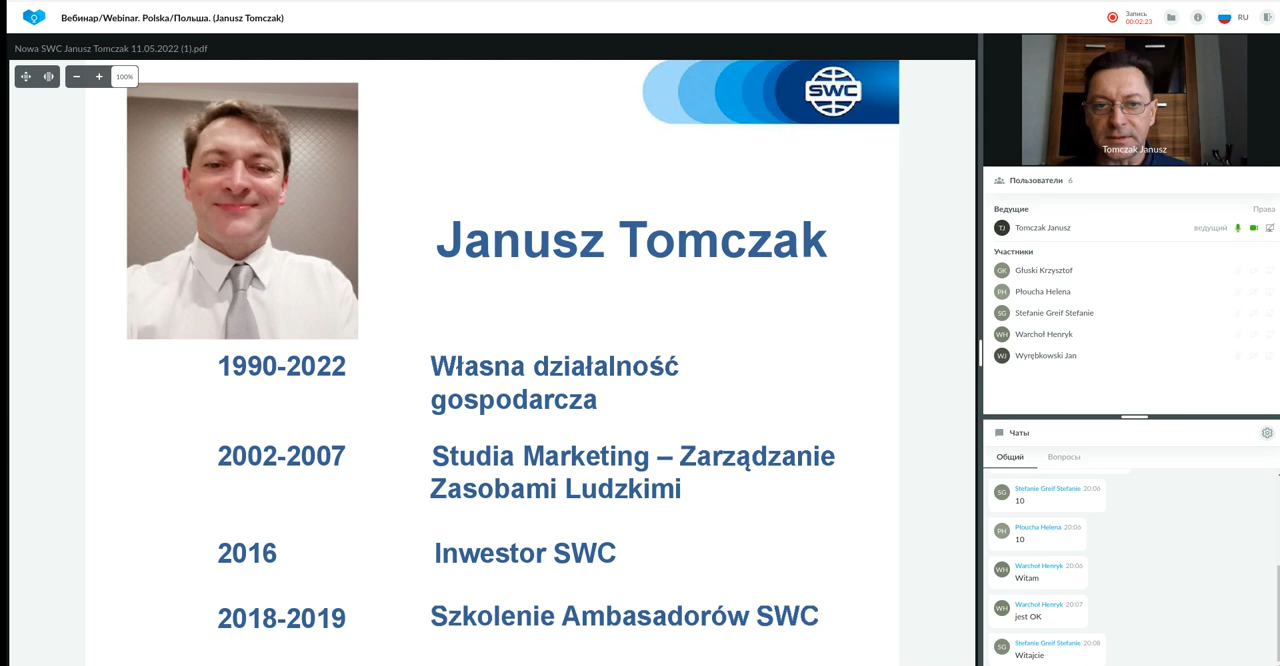 Вебинар/Webinar. Polska/Польша. (Janusz Tomczak)
Запись
00:02:23
RU
Nowa SWC Janusz Tomczak 11.05.2022 (1).pdf
100%
SWC
Janusz Tomczak
1990-2022
Własna działalność
gospodarcza
2002-2007
Studia Marketing – Zarządzanie
Zasobami Ludzkimi
2016
Inwestor SWC
2018-2019
Szkolenie Ambasadorów SWC
Tomczak Janusz
Пользователи 6
Ведущие Права
TJ Tomczak Janusz ведущий
Участники
GK Głuski Krzysztof
PH Płoucha Helena
SG Stefanie Greif Stefanie
WH Warchoł Henryk
WJ Wyrębkowski Jan
Чаты
Общий Вопросы
SG Stefanie Greif Stefanie 20:06
10
PH Płoucha Helena 20:06
10
WH Warchoł Henryk 20:06
Witam
WH Warchoł Henryk 20:07
jest OK
SG Stefanie Greif Stefanie 20:08
Witajcie